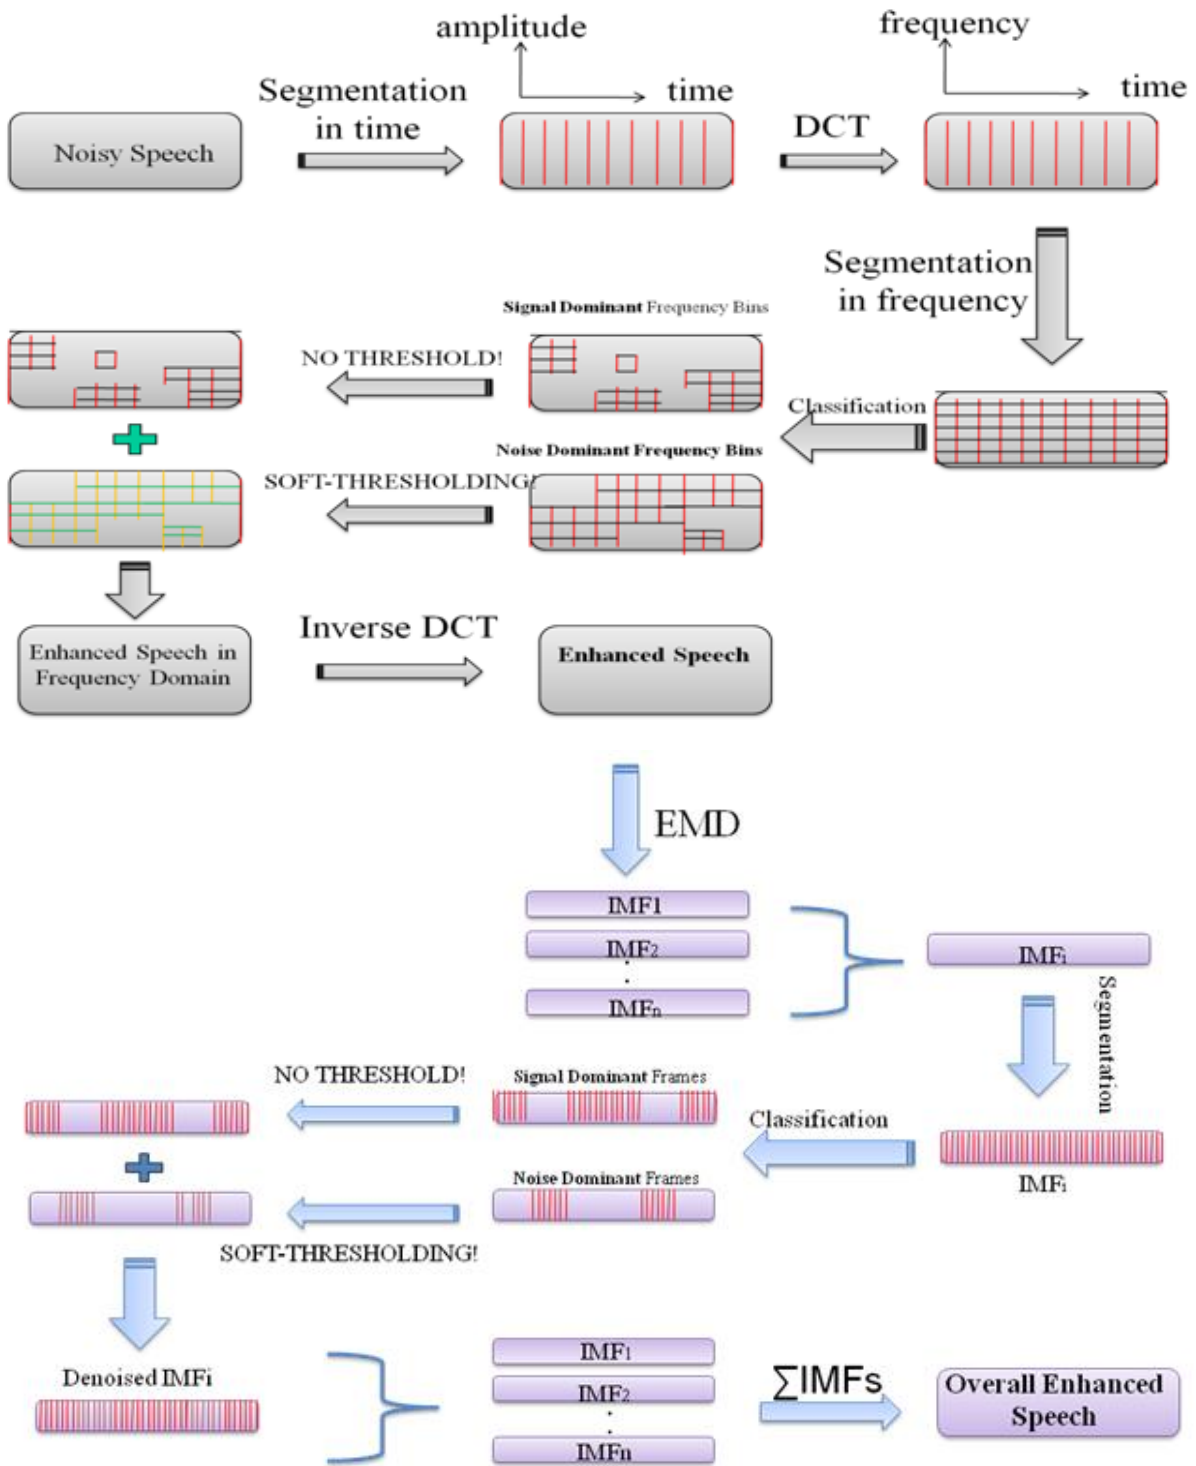 amplitude
frequency
time
time
Segmentation
in time
DCT
Noisy Speech
Segmentation
in frequency
Signal Dominant Frequency Bins
NO THRESHOLD!
Classification
Noise Dominant Frequency Bins
SOFT-THRESHOLDING!
Enhanced Speech in
Frequency Domain
Inverse DCT
Enhanced Speech
EMD
IMF1
IMF2
.
.
IMFn
IMFi
Segmentation
NO THRESHOLD!
Signal Dominant Frames
Classification
IMFi
Noise Dominant Frames
SOFT-THRESHOLDING!
Denoised IMFi
IMF1
IMF2
.
.
IMFn
∑IMFs
Overall Enhanced
Speech